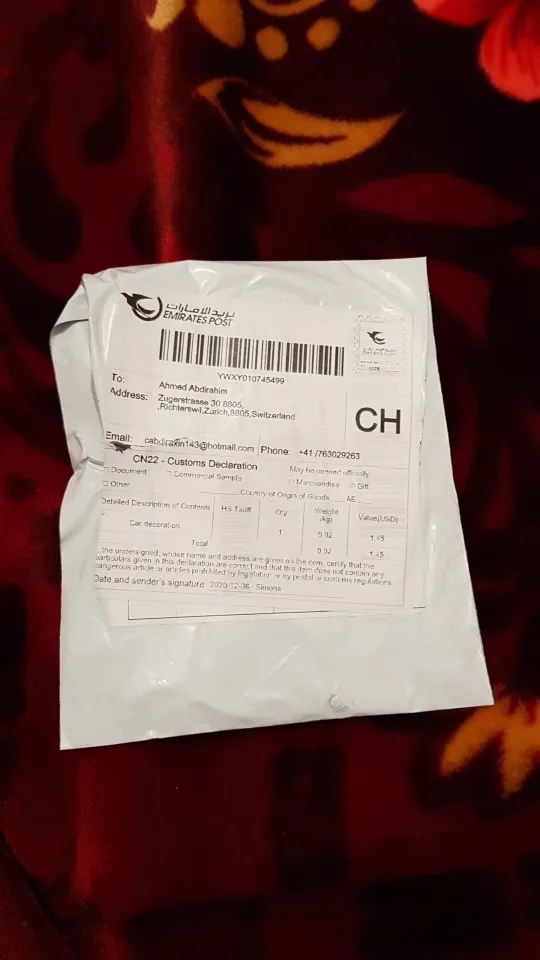 بريد الإمارات
EMIRATES POST
YWXY010745499
To: Ahmed Abdirahim
Address: Zugerstrasse 30 8805,
,Richterswil,Zurich,8805,Switzerland
CH
Email: cabdiraxin143@hotmail.com Phone: +41 /763029263
CN22 - Customs Declaration May be opened officially
Document Commercial Sample Merchandise Gift
Other Country of Origin of Goods AE
Detailed Description of Contents HS Tariff Qty Weight (kg) Value(USD)
Car decoration 1 0.02 1.45
Total 0.02 1.45
the undersigned, whose name and address are given on the item, certify that the
particulars given in this declaration are correct and that this item does not contain any
dangerous article or articles prohibited by legislation or by postal or customs regulations
Date and sender's signature : 2020-12-06 Simona